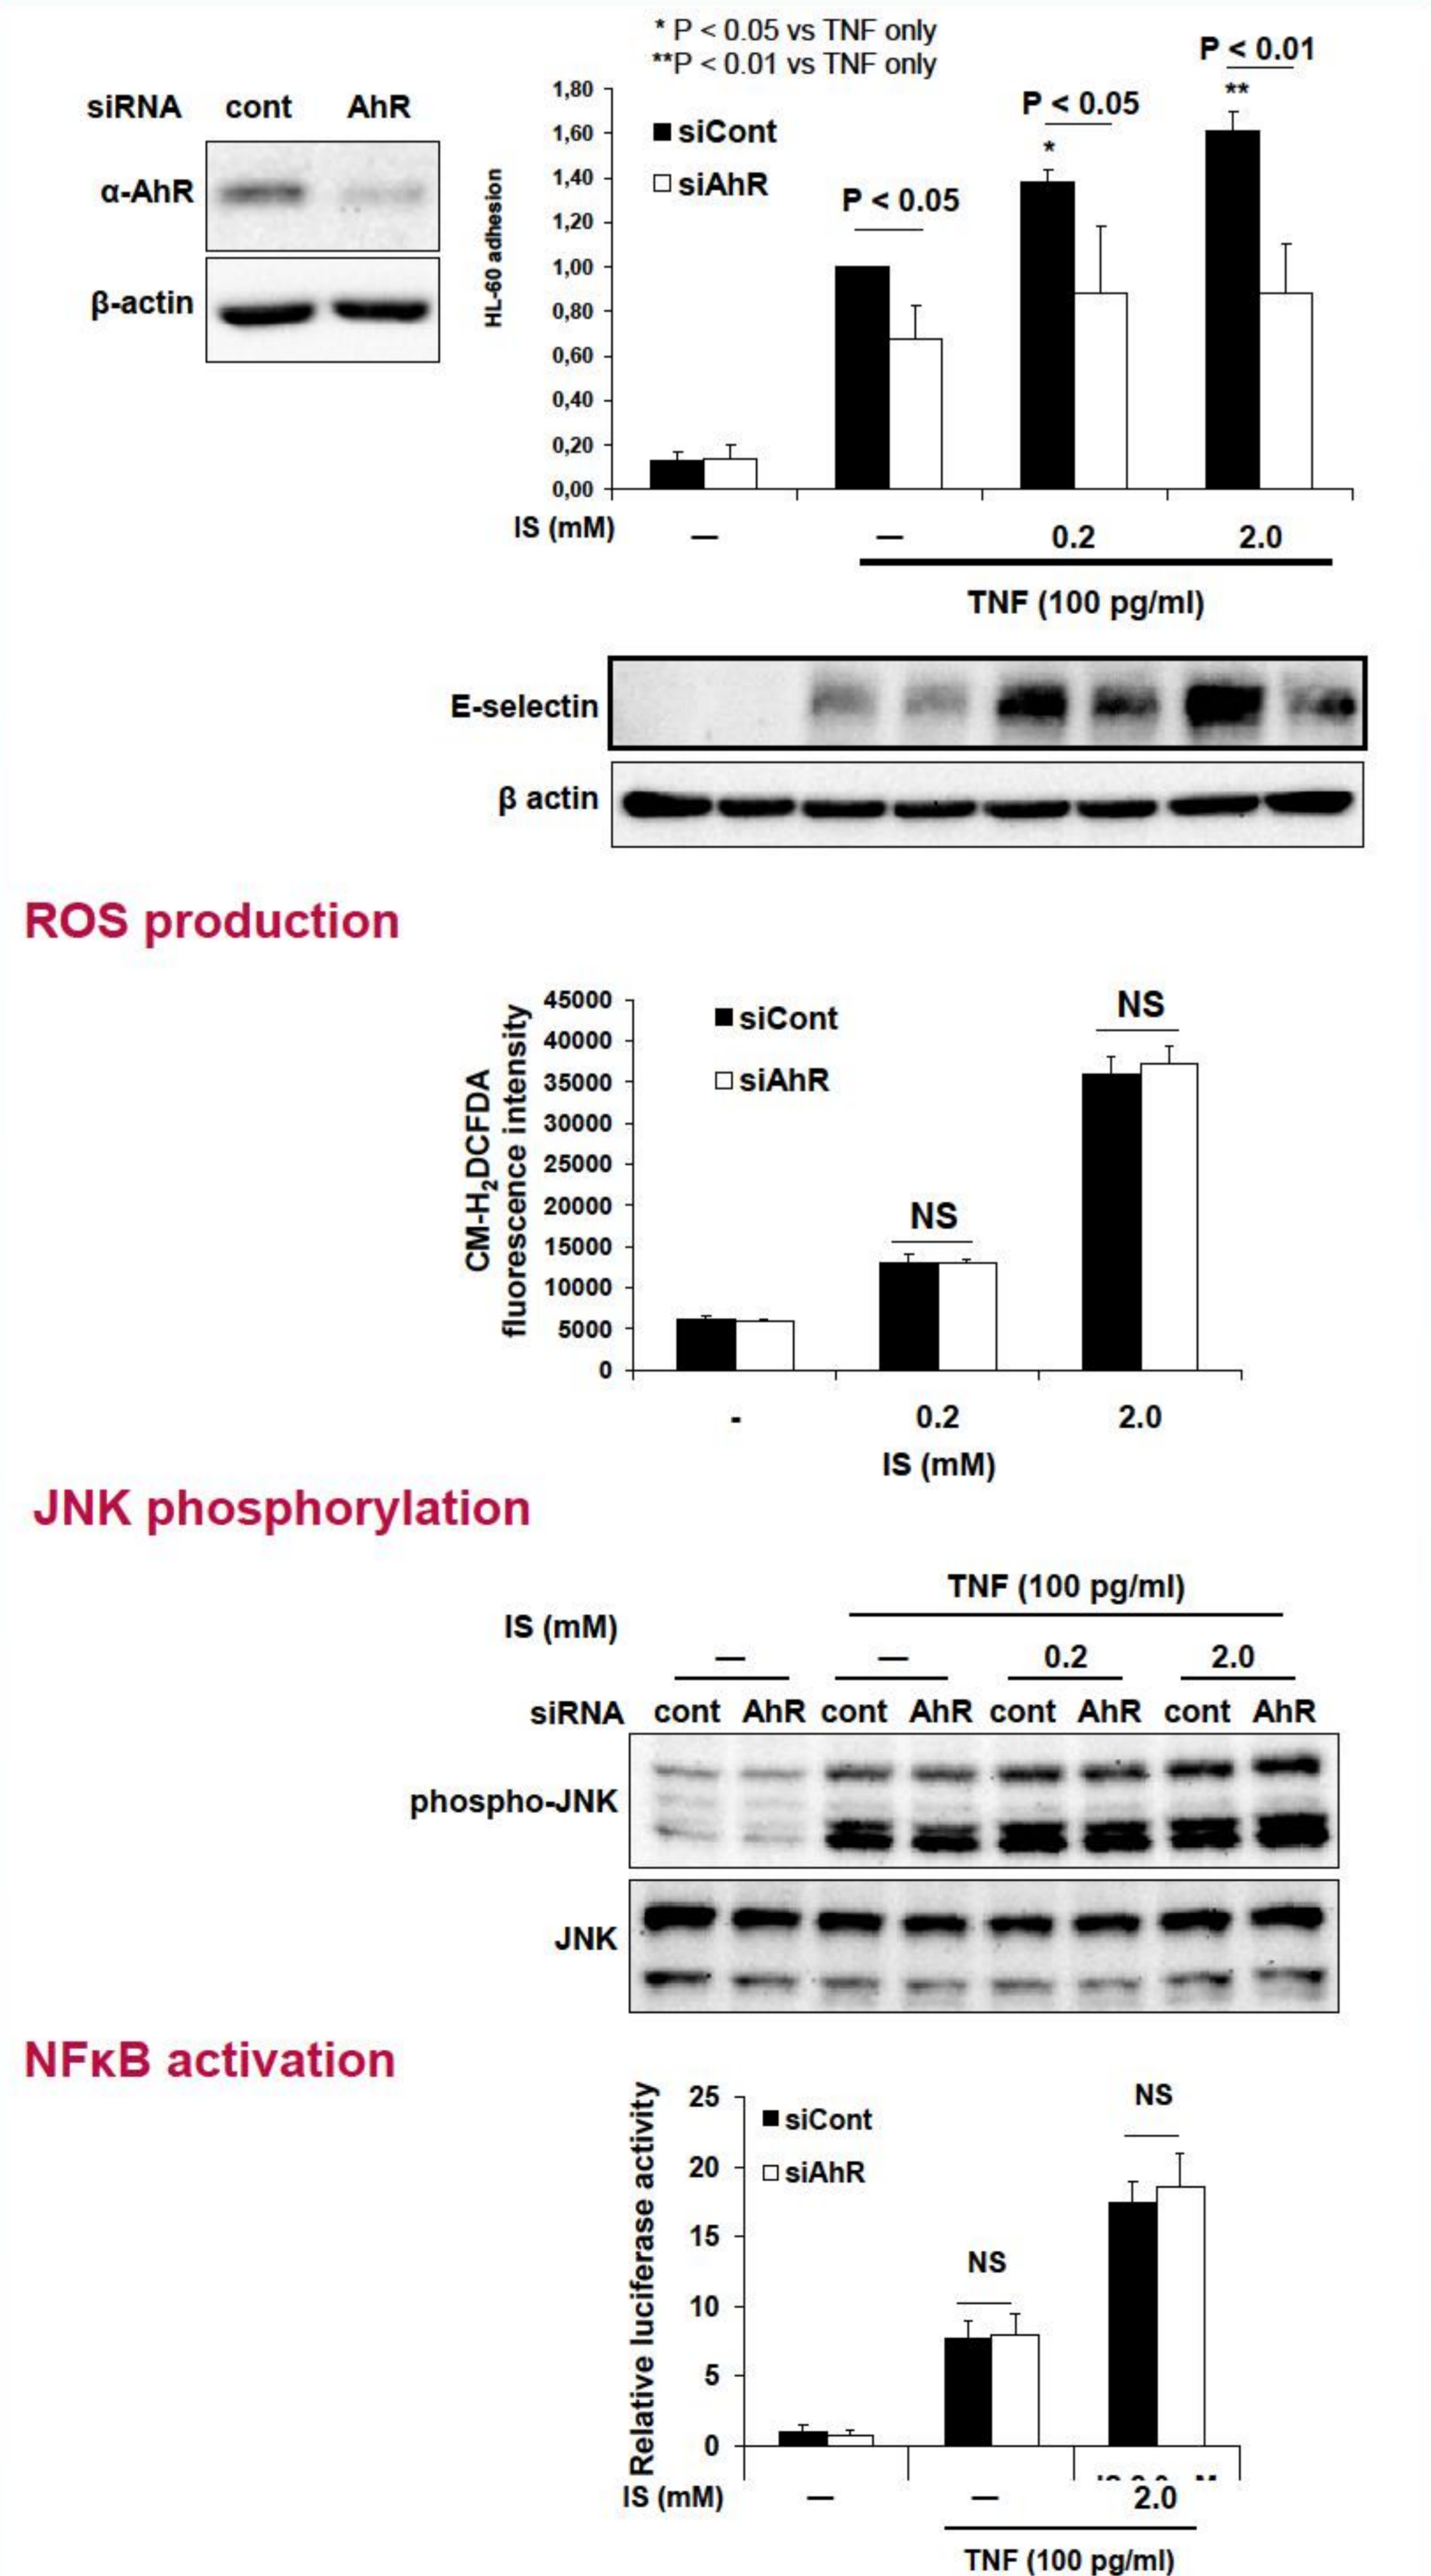 * P < 0.05 vs TNF only
**P < 0.01 vs TNF only
siRNA cont AhR
α-AhR
β-actin
HL-60 adhesion
1,80
1,60
1,40
1,20
1,00
0,80
0,60
0,40
0,20
0,00
siCont
siAhR
P < 0.05
P < 0.05
*
P < 0.01
**
IS (mM) — — 0.2 2.0
TNF (100 pg/ml)
E-selectin
β actin
ROS production
CM-H₂DCFDA
fluorescence intensity
45000
40000
35000
30000
25000
20000
15000
10000
5000
0
siCont
siAhR
NS
NS
- 0.2 2.0
IS (mM)
JNK phosphorylation
TNF (100 pg/ml)
IS (mM)
— — 0.2 2.0
siRNA cont AhR cont AhR cont AhR cont AhR
phospho-JNK
JNK
NFκB activation
Relative luciferase activity
25
20
15
10
5
0
siCont
siAhR
NS
NS
IS (mM) — — 2.0
TNF (100 pg/ml)